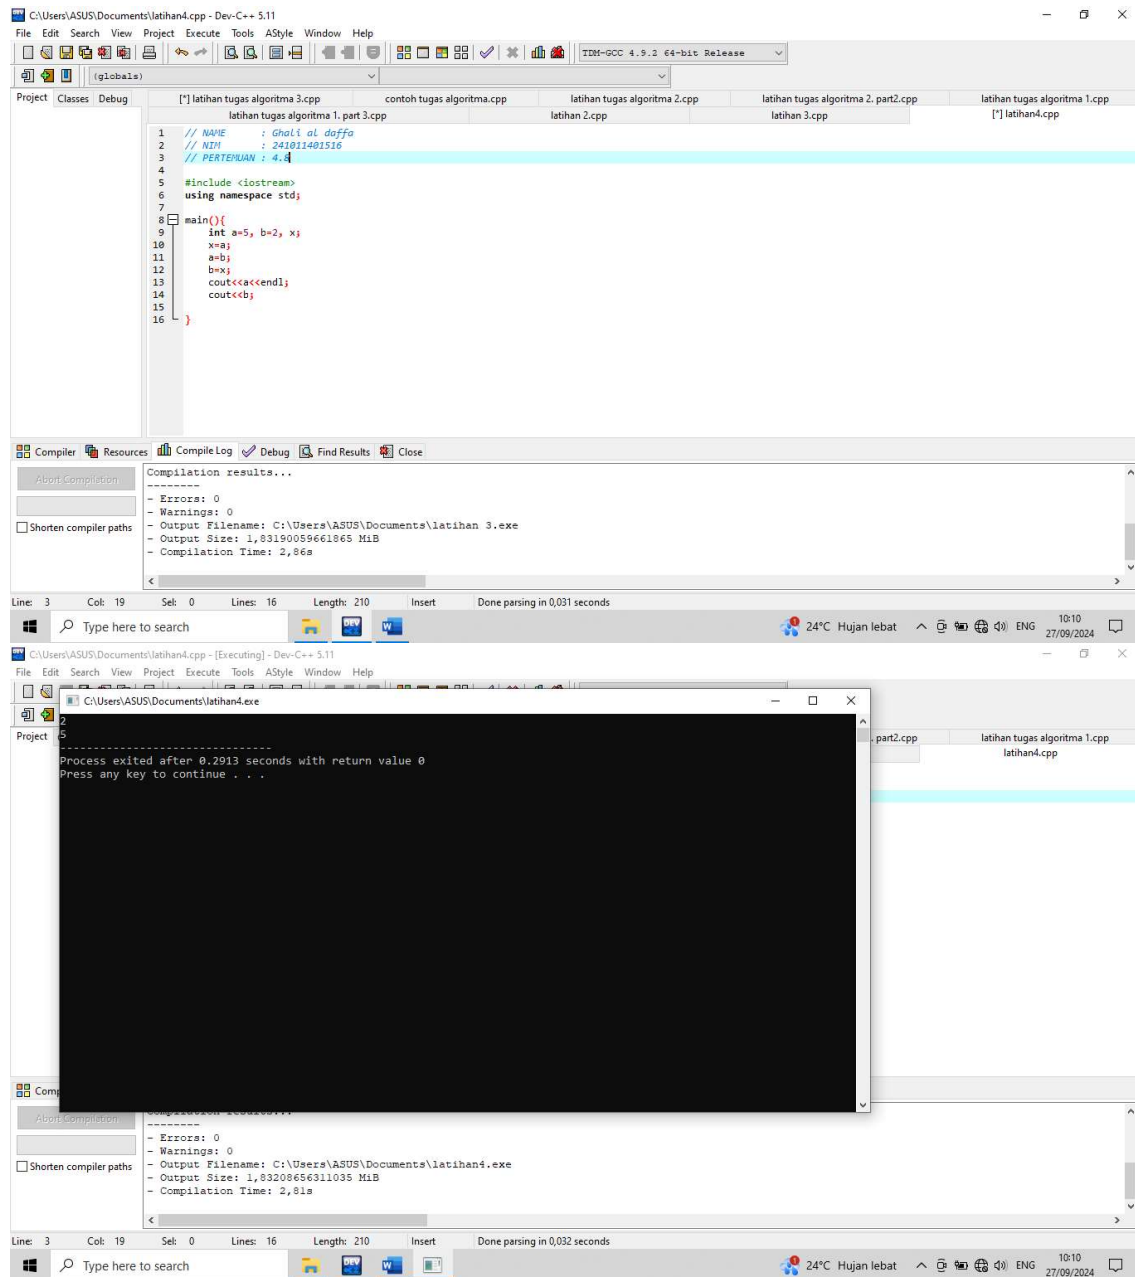 C:\Users\ASUS\Documents\latihan4.cpp - Dev-C++ 5.11
File Edit Search View Project Execute Tools AStyle Window Help
TDM-GCC 4.9.2 64-bit Release
(globals)
Project Classes Debug
[*] latihan tugas algoritma 3.cpp contoh tugas algoritma.cpp latihan tugas algoritma 2.cpp latihan tugas algoritma 2. part2.cpp latihan tugas algoritma 1.cpp
latihan tugas algoritma 1. part 3.cpp latihan 2.cpp latihan 3.cpp [*] latihan4.cpp
1 // NAME : Ghali al daffa
2 // NIM : 241011401516
3 // PERTEMUAN : 4.8
4
5 #include <iostream>
6 using namespace std;
7
8 main(){
9 int a=5, b=2, x;
10 x=a;
11 a=b;
12 b=x;
13 cout<<a<<endl;
14 cout<<b;
15
16 }
Compiler Resources Compile Log Debug Find Results Close
Abort Compilation
Shorten compiler paths
Compilation results...
--------
- Errors: 0
- Warnings: 0
- Output Filename: C:\Users\ASUS\Documents\latihan 3.exe
- Output Size: 1,83190059661865 MiB
- Compilation Time: 2,86s
Line: 3 Col: 19 Sel: 0 Lines: 16 Length: 210 Insert Done parsing in 0,031 seconds
Type here to search
24°C Hujan lebat ENG 10:10
27/09/2024
C:\Users\ASUS\Documents\latihan4.cpp - [Executing] - Dev-C++ 5.11
File Edit Search View Project Execute Tools AStyle Window Help
C:\Users\ASUS\Documents\latihan4.exe
2
5
--------------------------------
Process exited after 0.2913 seconds with return value 0
Press any key to continue . . .
Project
part2.cpp latihan tugas algoritma 1.cpp
latihan4.cpp
Comp
Abort Compilation
Shorten compiler paths
Compilation results...
--------
- Errors: 0
- Warnings: 0
- Output Filename: C:\Users\ASUS\Documents\latihan4.exe
- Output Size: 1,83208656311035 MiB
- Compilation Time: 2,81s
Line: 3 Col: 19 Sel: 0 Lines: 16 Length: 210 Insert Done parsing in 0,032 seconds
Type here to search
24°C Hujan lebat ENG 10:10
27/09/2024